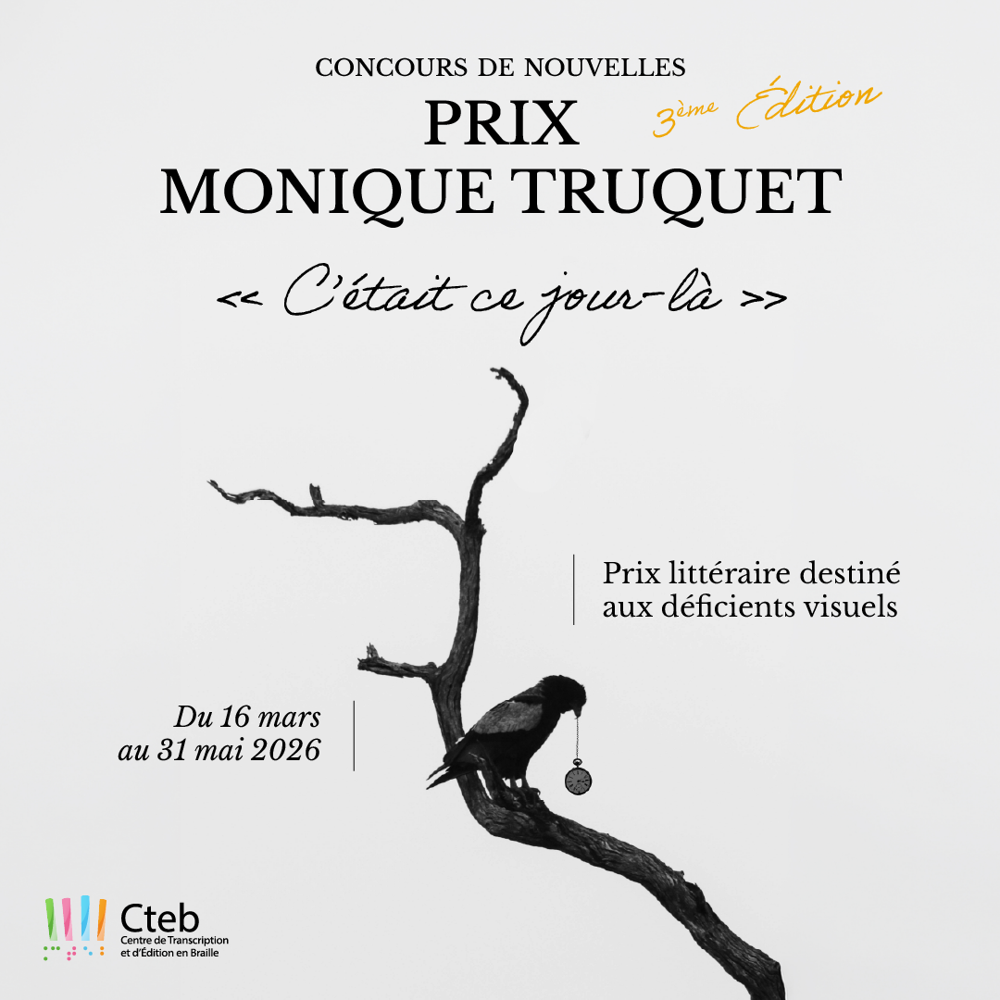 CONCOURS DE NOUVELLES
PRIX
3ème Édition
MONIQUE TRUQUET
<< C'était ce jour-là >>
Prix littéraire destiné
aux déficients visuels
Du 16 mars
au 31 mai 2026
Cteb
Centre de Transcription
et d'Édition en Braille